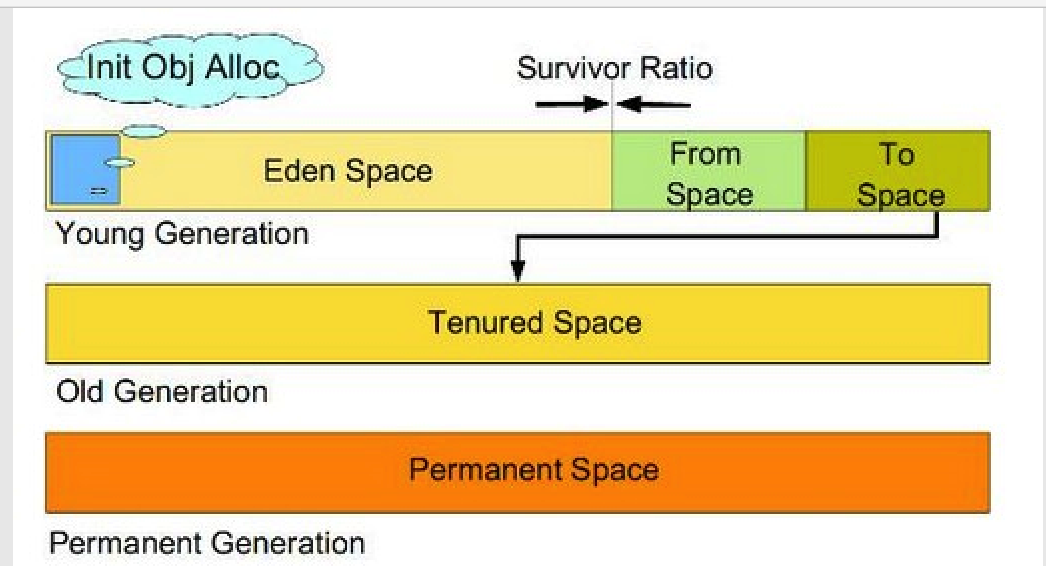 Init Obj Alloc
Survivor Ratio
Eden Space
From
Space
To
Space
Young Generation
Tenured Space
Old Generation
Permanent Space
Permanent Generation